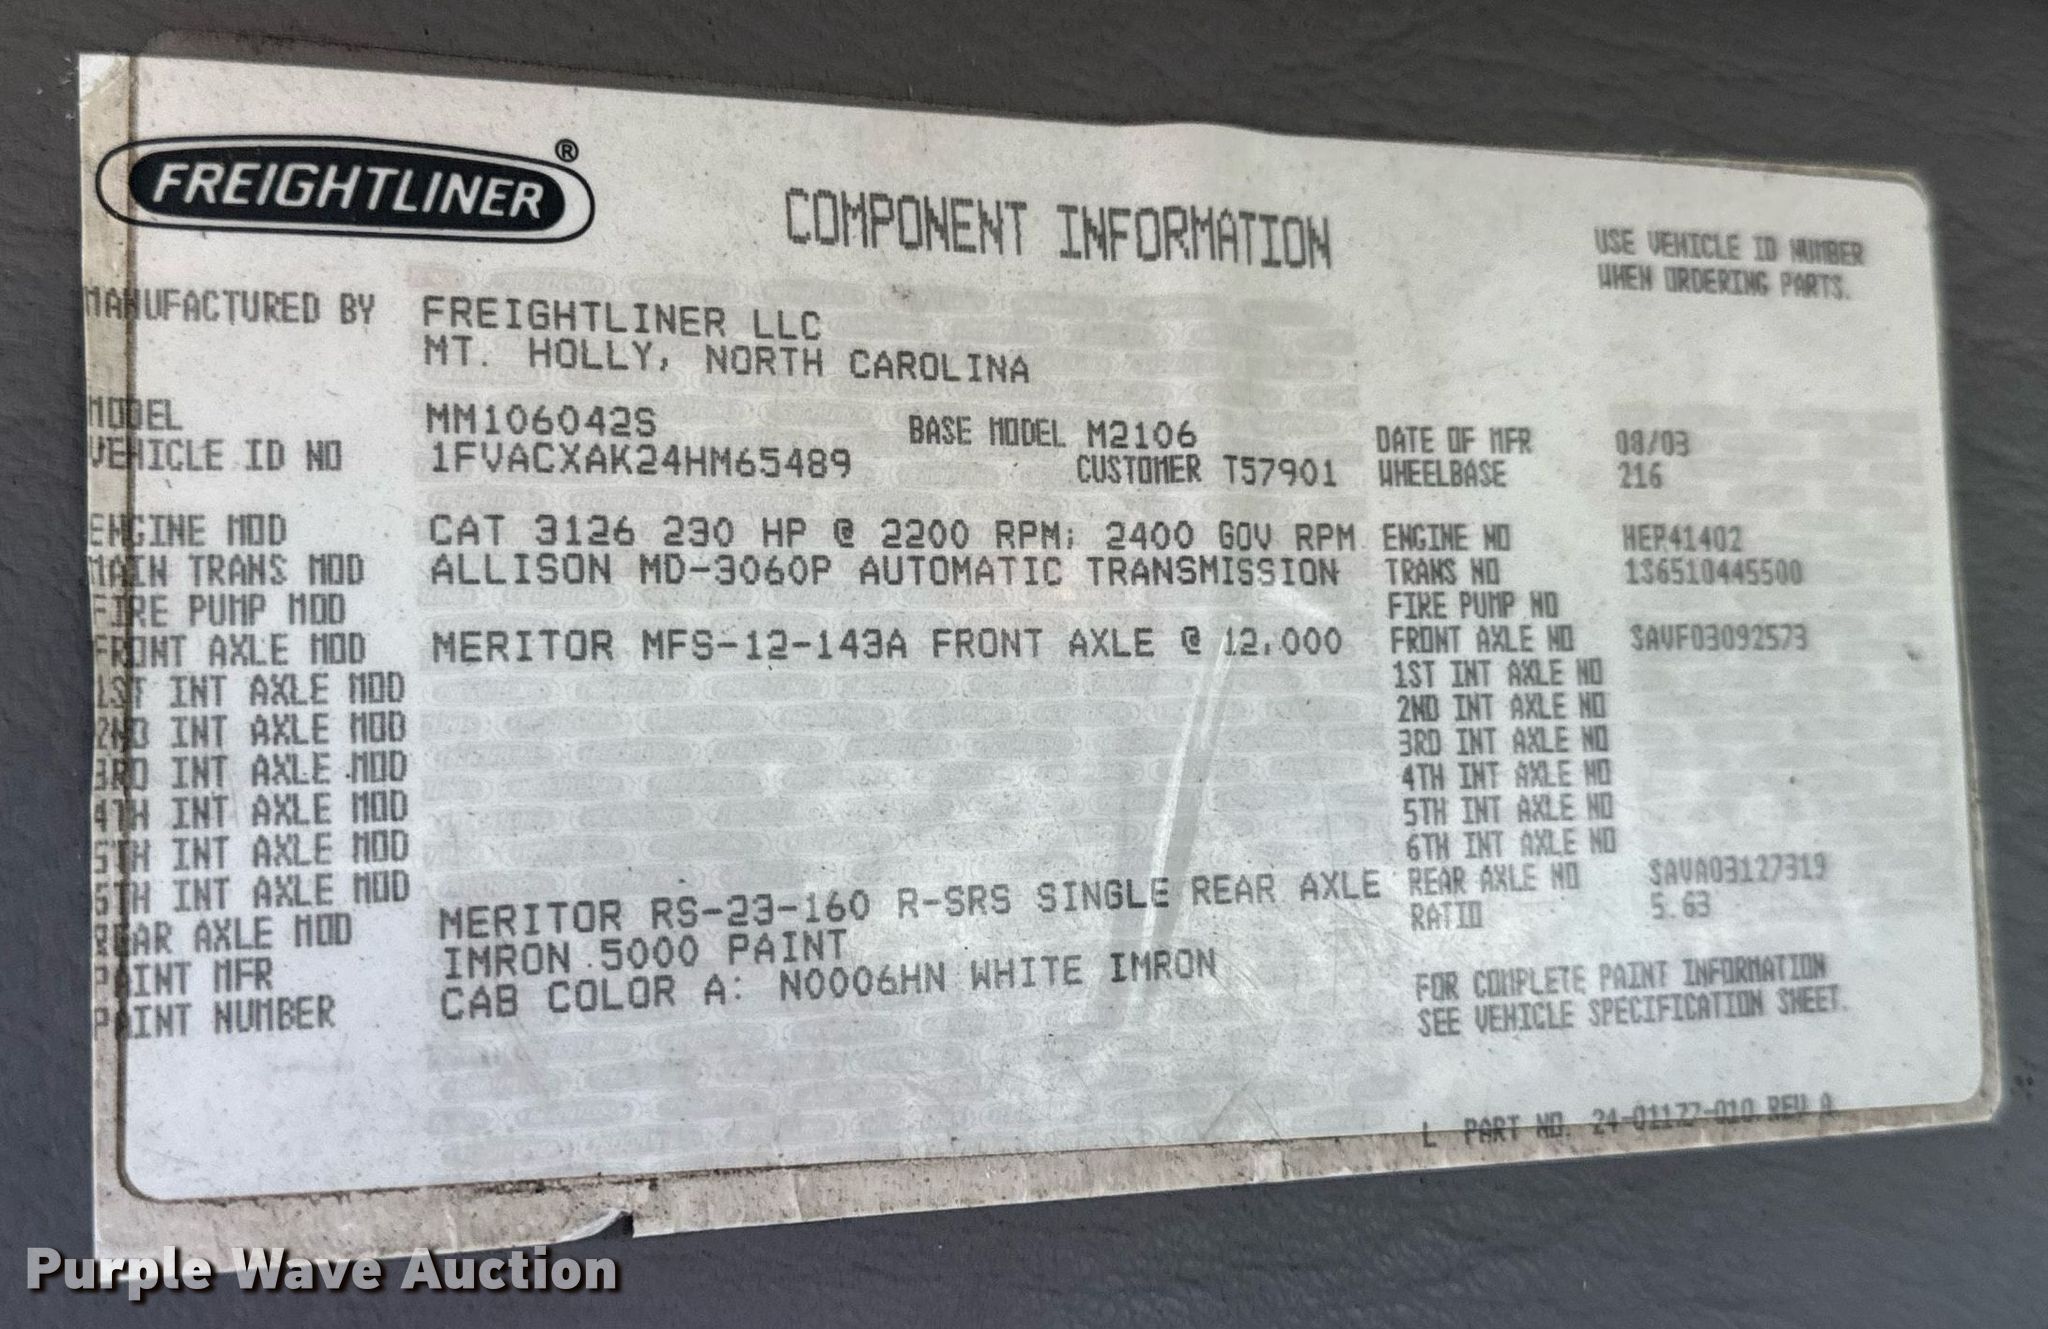 FREIGHTLINER®
COMPONENT INFORMATION
USE VEHICLE ID NUMBER
WHEN ORDERING PARTS.
MANUFACTURED BY FREIGHTLINER LLC
MT. HOLLY, NORTH CAROLINA
MODEL MM106042S BASE MODEL M2106 DATE OF MFR 08/03
VEHICLE ID NO 1FVACXAK24HM65489 CUSTOMER T57901 WHEELBASE 216
ENGINE MOD CAT 3126 230 HP @ 2200 RPM; 2400 GOV RPM ENGINE NO HEP41402
MAIN TRANS MOD ALLISON MD-3060P AUTOMATIC TRANSMISSION TRANS NO 136510445500
FIRE PUMP MOD FIRE PUMP NO
FRONT AXLE MOD MERITOR MFS-12-143A FRONT AXLE @ 12,000 FRONT AXLE NO SAVF03092573
1ST INT AXLE MOD 1ST INT AXLE NO
2ND INT AXLE MOD 2ND INT AXLE NO
3RD INT AXLE MOD 3RD INT AXLE NO
4TH INT AXLE MOD 4TH INT AXLE NO
5TH INT AXLE MOD 5TH INT AXLE NO
6TH INT AXLE MOD 6TH INT AXLE NO
REAR AXLE MOD MERITOR RS-23-160 R-SRS SINGLE REAR AXLE REAR AXLE NO SAVA03127319
RATIO 5.63
PAINT MFR IMRON 5000 PAINT
PAINT NUMBER CAB COLOR A: N0006HN WHITE IMRON
FOR COMPLETE PAINT INFORMATION
SEE VEHICLE SPECIFICATION SHEET.
L PART NO. 24-01172-010 REV A
Purple Wave Auction